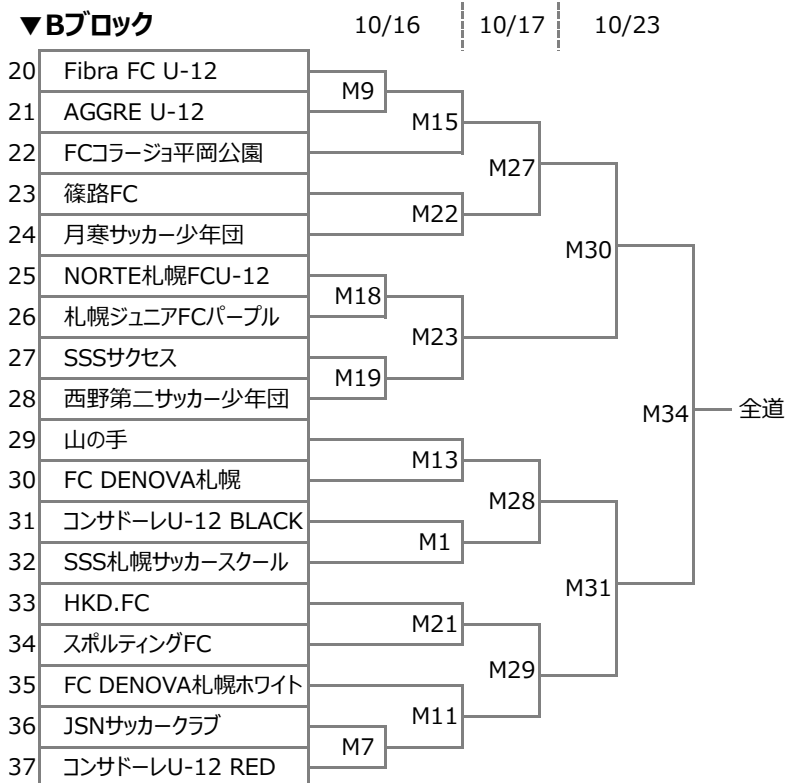 ▼Bブロック 10/16 10/17 10/23
20 Fibra FC U-12
M9
21 AGGRE U-12
M15
22 FCコラージョ平岡公園
M27
23 篠路FC
M22
24 月寒サッカー少年団
M30
25 NORTE札幌FCU-12
M18
26 札幌ジュニアFCパープル
M23
27 SSSサクセス
M19
28 西野第二サッカー少年団
M34 全道
29 山の手
M13
30 FC DENOVA札幌
M28
31 コンサドーレU-12 BLACK
M1
32 SSS札幌サッカースクール
M31
33 HKD.FC
M21
34 スポルティングFC
M29
35 FC DENOVA札幌ホワイト
M11
36 JSNサッカークラブ
M7
37 コンサドーレU-12 RED